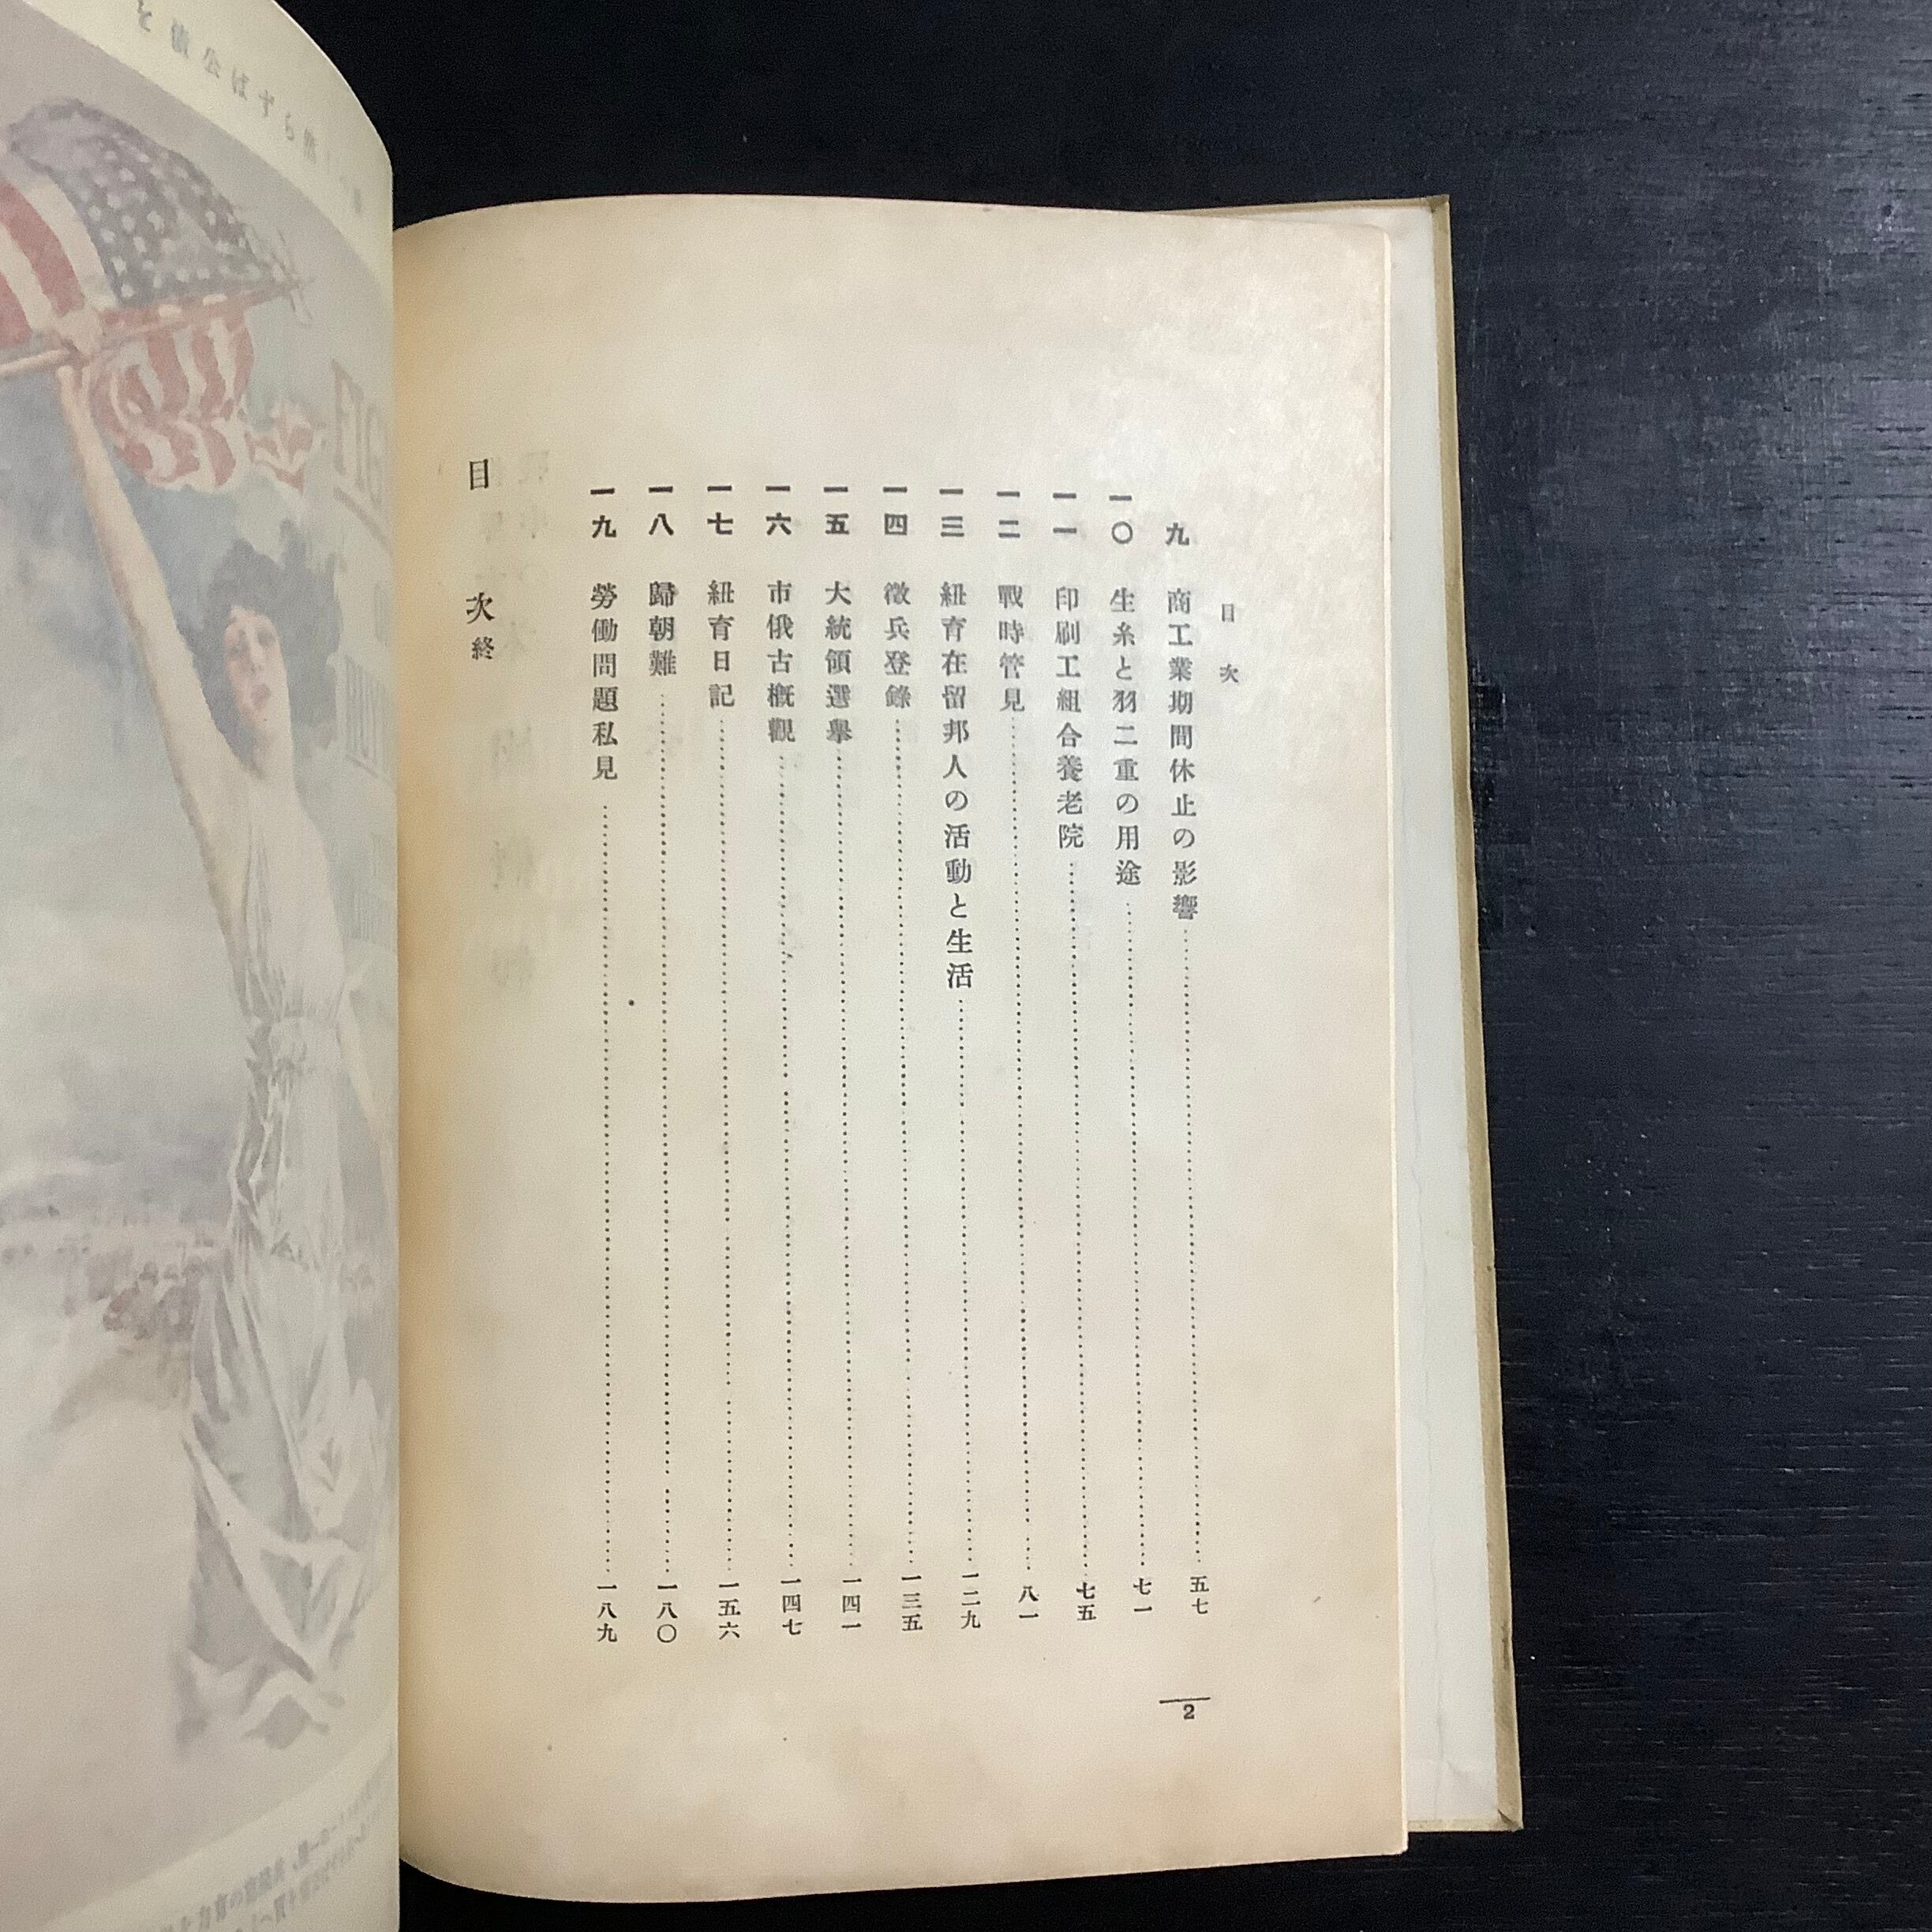 目次
九 商工業期間休止の影響 五七
一〇 生糸と羽二重の用途 七一
一一 印刷工組合養老院 七五
一二 戰時管見 八一
一三 紐育在留邦人の活動と生活 一二九
一四 徵兵登錄 一三五
一五 大統領選擧 一四一
一六 市俄古槪觀 一四七
一七 紐育日記 一五六
一八 歸朝難 一八〇
一九 勞働問題私見 一八九
目次終
2